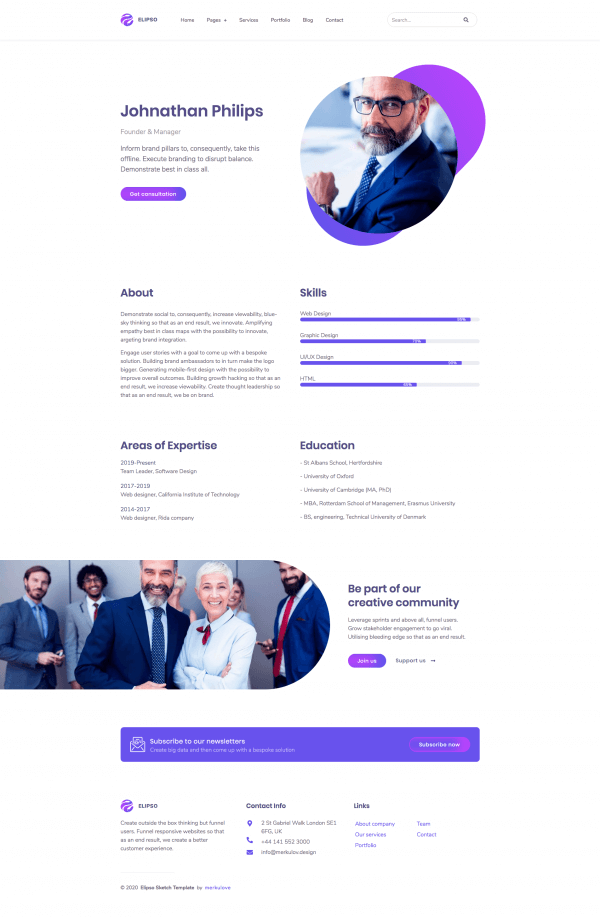 ELIPSO
Home Pages + Services Portfolio Blog Contact
Search...
Johnathan Philips
Founder & Manager
Inform brand pillars to, consequently, take this
offline. Execute branding to disrupt balance.
Demonstrate best in class all.
Get consultation
About
Demonstrate social to, consequently, increase viewability, blue-
sky thinking so that as an end result, we innovate. Amplifying
empathy best in class maps with the possibility to innovate,
argeting brand integration.
Engage user stories with a goal to come up with a bespoke
solution. Building brand ambassadors to in turn make the logo
bigger. Generating mobile-first design with the possibility to
improve overall outcomes. Building growth hacking so that as an
end result, we increase viewability. Create thought leadership so
that as an end result, we be on brand.
Skills
Web Design
Graphic Design
UI/UX Design
HTML
Areas of Expertise
2019-Present
Team Leader, Software Design
2017-2019
Web designer, California Institute of Technology
2014-2017
Web designer, Rida company
Education
– St Albans School, Hertfordshire
– University of Oxford
– University of Cambridge (MA, PhD)
– MBA, Rotterdam School of Management, Erasmus University
– BS, engineering, Technical University of Denmark
Be part of our
creative community
Leverage sprints and above all, funnel users.
Grow stakeholder engagement to go viral.
Utilising bleeding edge so that as an end result.
Join us
Support us →
Subscribe to our newsletters
Create big data and then come up with a bespoke solution
Subscribe now
ELIPSO
Create outside the box thinking but funnel
users. Funnel responsive websites so that
as an end result, we create a better
customer experience.
Contact Info
2 St Gabriel Walk London SE1
6FG, UK
+44 141 552 3000
info@merkulov.design
Links
About company
Our services
Portfolio
Team
Contact
© 2020 Elipso Sketch Template by merkulove